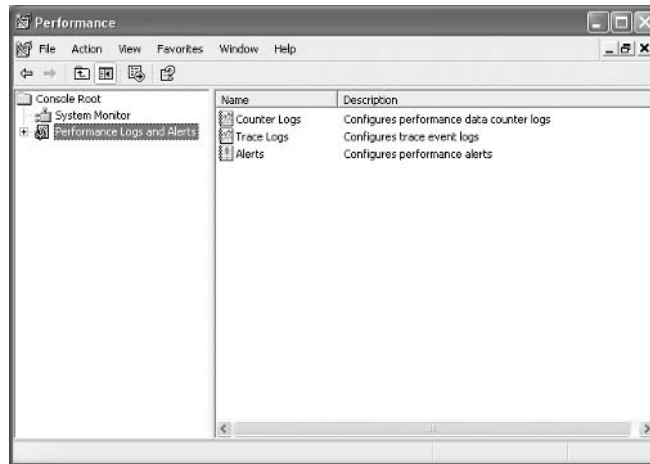 Performance
File Action View Favorites Window Help
Console Root
System Monitor
Performance Logs and Alerts
Name Description
Counter Logs Configures performance data counter logs
Trace Logs Configures trace event logs
Alerts Configures performance alerts